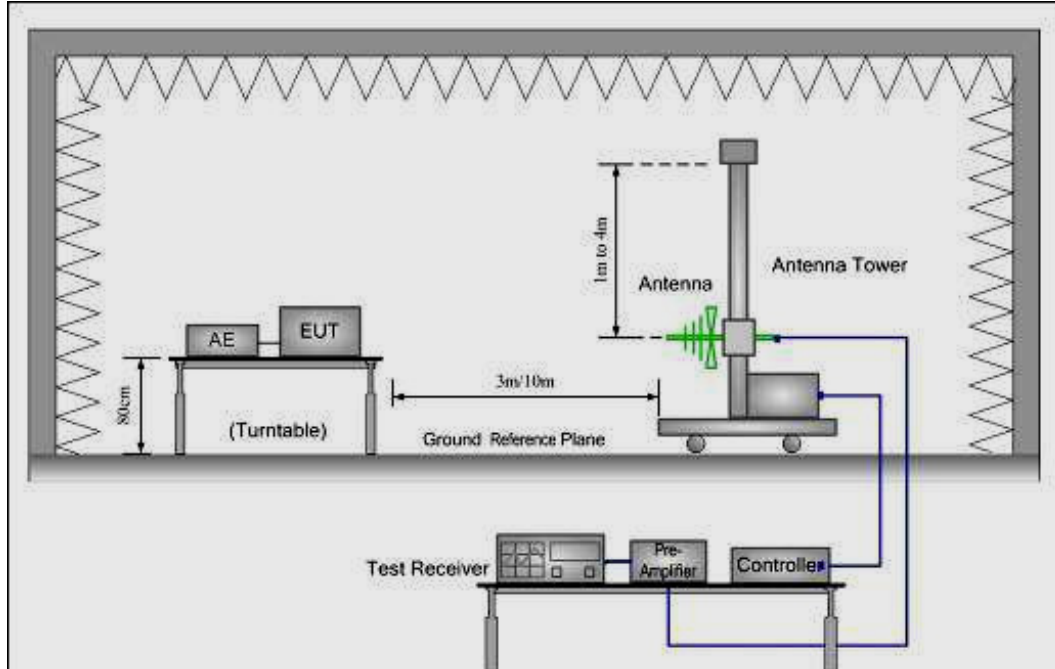 1m to 4m
Antenna Tower
Antenna
AE
EUT
3m/10m
80cm
(Turntable)
Ground Reference Plane
Test Receiver
Pre-
Amplifier
Controller